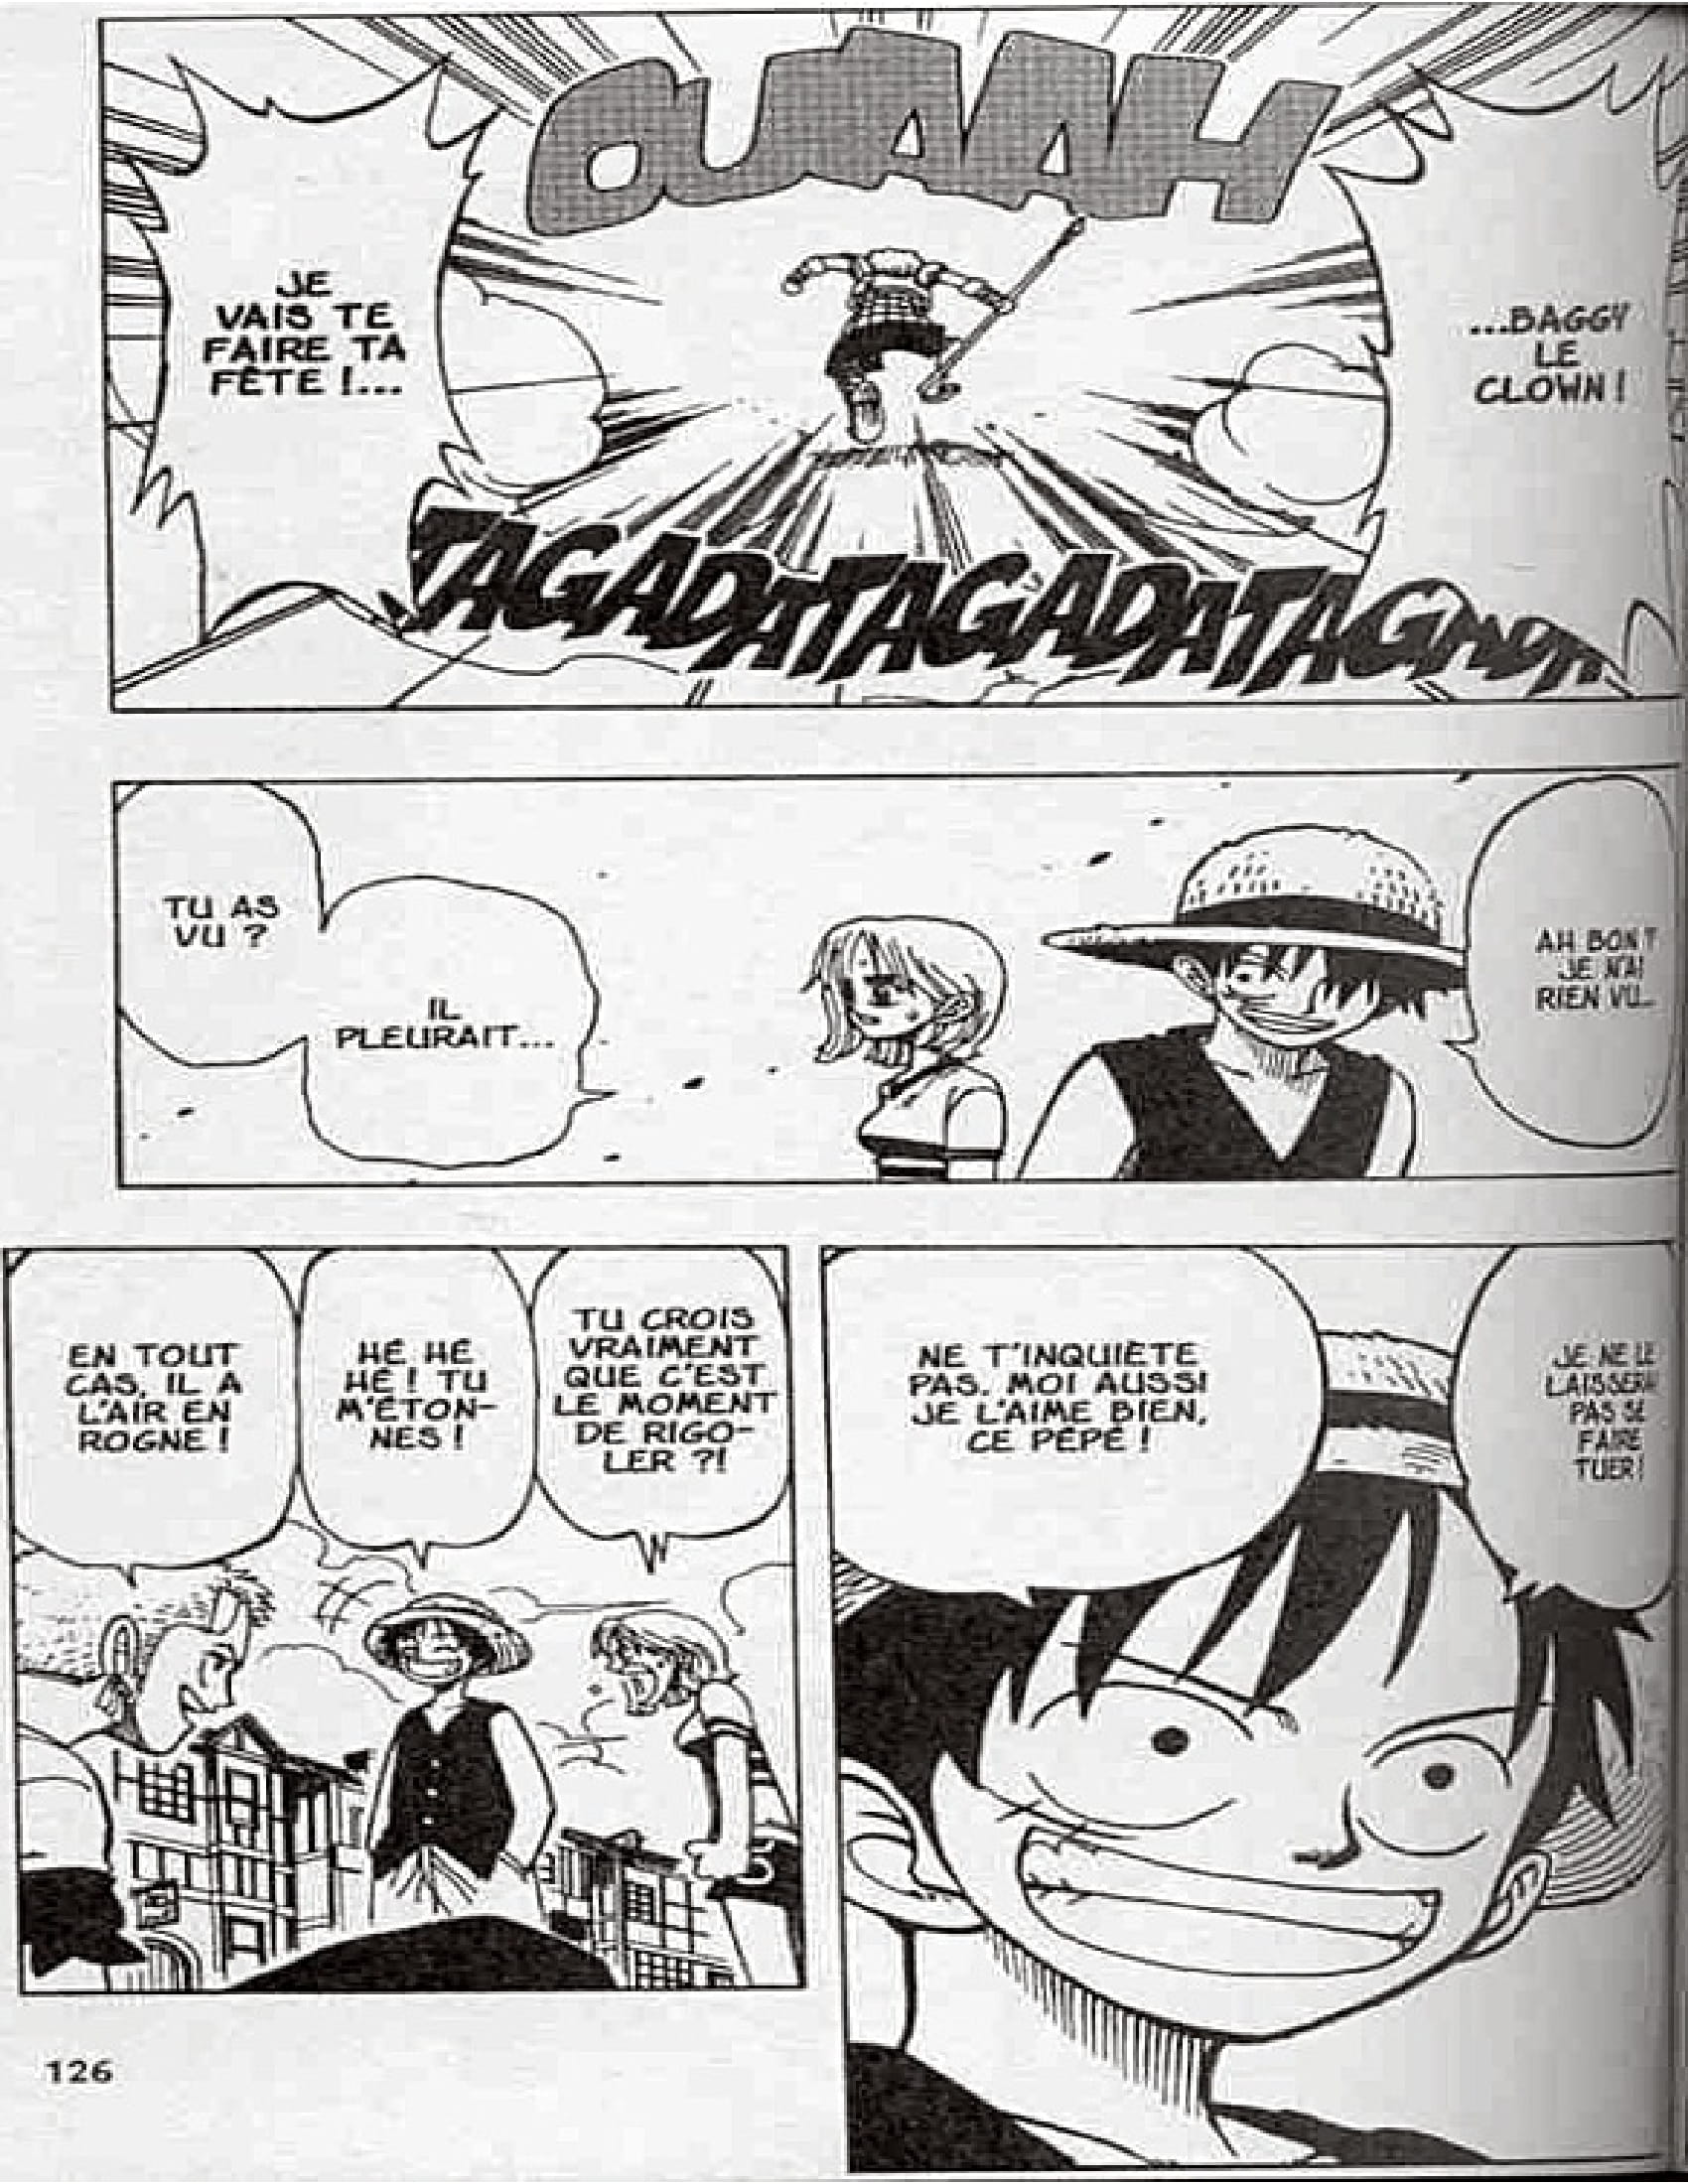 OUAAAH
JE
VAIS TE
FAIRE TA
FÊTE !...
...BAGGY
LE
CLOWN !
TAGADATAGADATAGADA
TU AS
VU ?
IL
PLEURAIT...
AH BON ?
JE N'AI
RIEN VU...
EN TOUT
CAS, IL A
L'AIR EN
ROGNE !
HÉ HÉ
HÉ ! TU
M'ÉTON-
NES !
TU CROIS
VRAIMENT
QUE C'EST
LE MOMENT
DE RIGO-
LER ?!
NE T'INQUIÈTE
PAS. MOI AUSSI
JE L'AIME BIEN,
CE PÉPÉ !
JE NE LE
LAISSERAI
PAS SE
FAIRE
TUER !
126